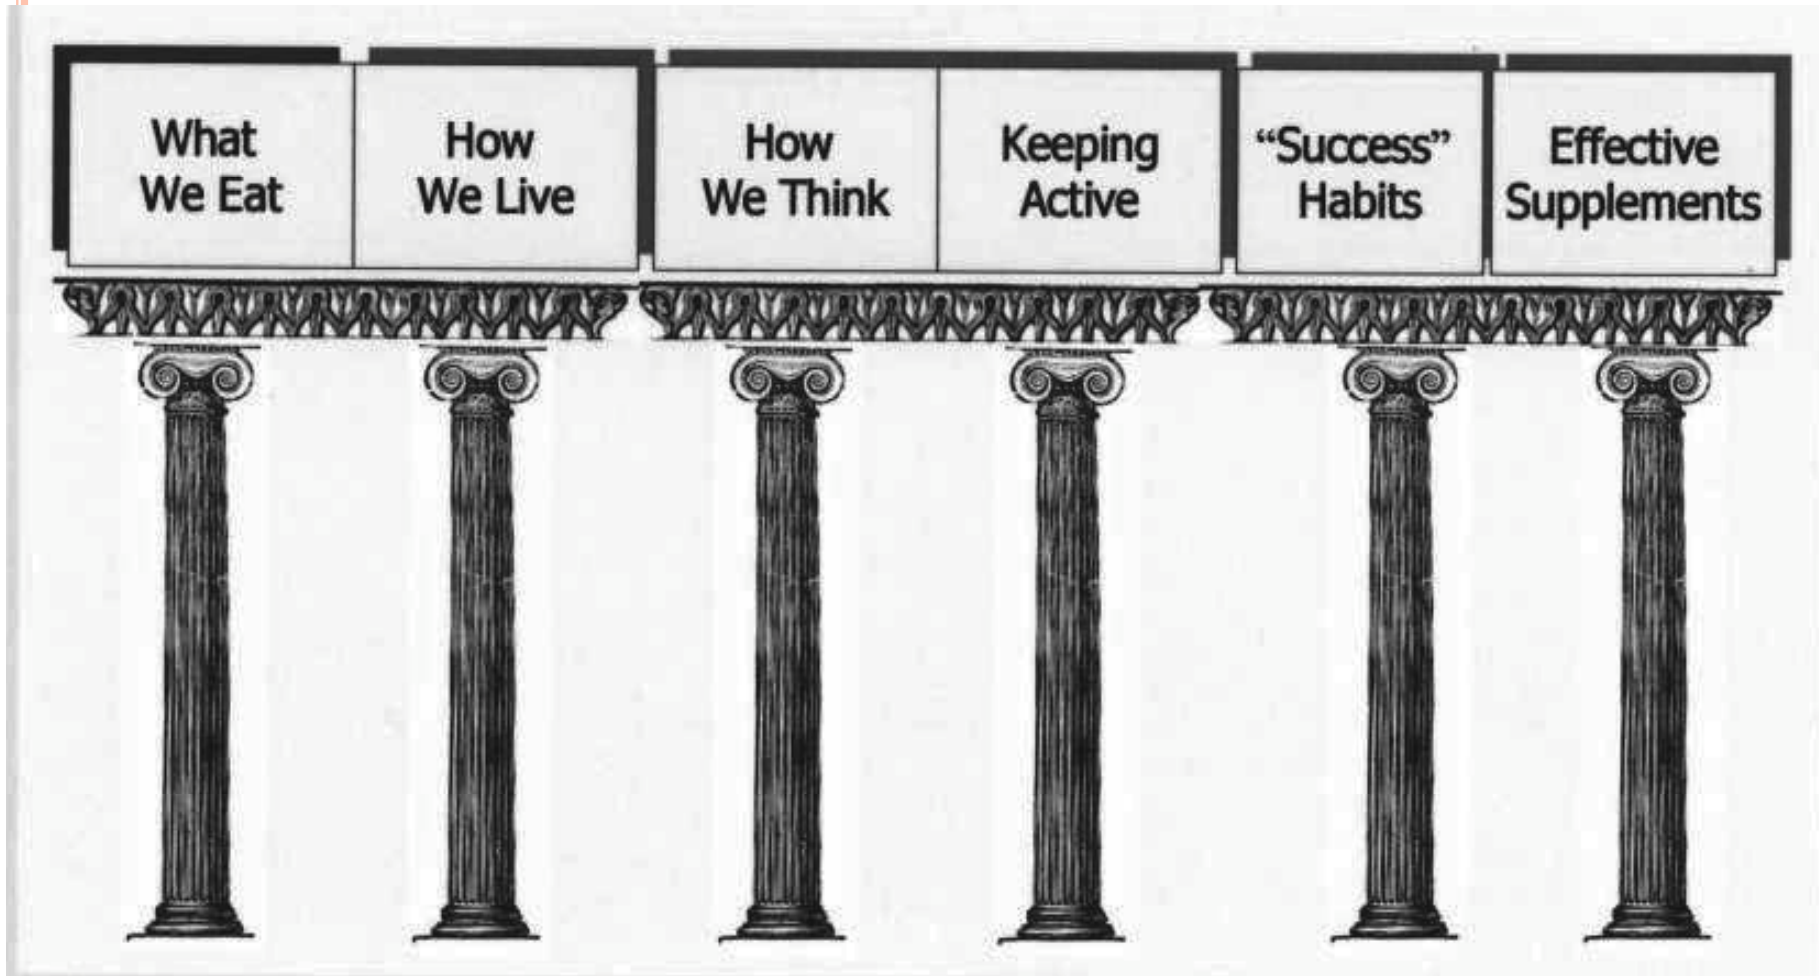 What
We Eat
How
We Live
How
We Think
Keeping
Active
“Success”
Habits
Effective
Supplements